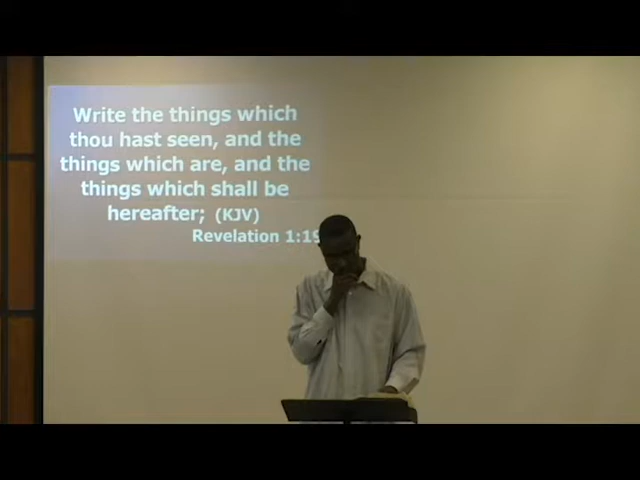 Write the things which
thou hast seen, and the
things which are, and the
things which shall be
hereafter; (KJV)
Revelation 1:19